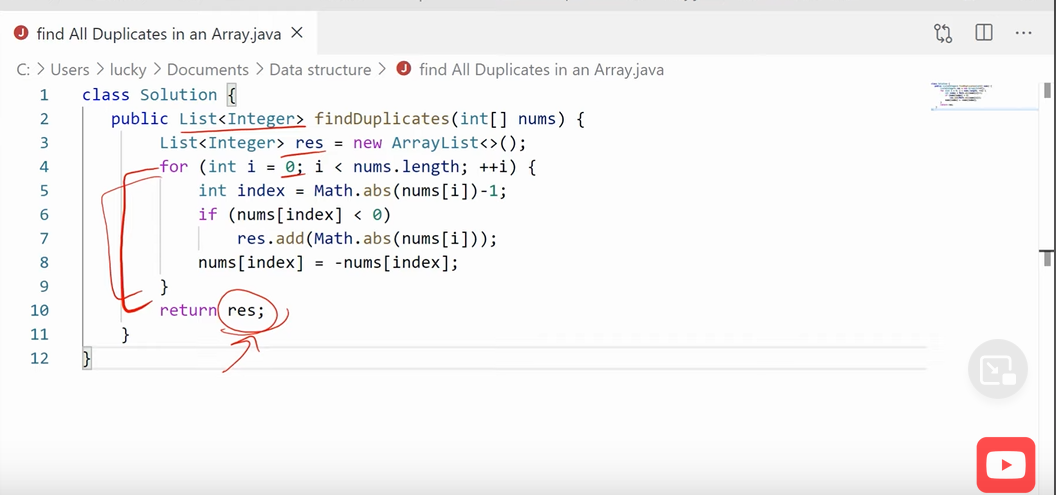 find All Duplicates in an Array.java
C: > Users > lucky > Documents > Data structure > find All Duplicates in an Array.java
1 class Solution {
2 public List<Integer> findDuplicates(int[] nums) {
3 List<Integer> res = new ArrayList<>();
4 for (int i = 0; i < nums.length; ++i) {
5 int index = Math.abs(nums[i])-1;
6 if (nums[index] < 0)
7 res.add(Math.abs(nums[i]));
8 nums[index] = -nums[index];
9 }
10 return res;
11 }
12 }